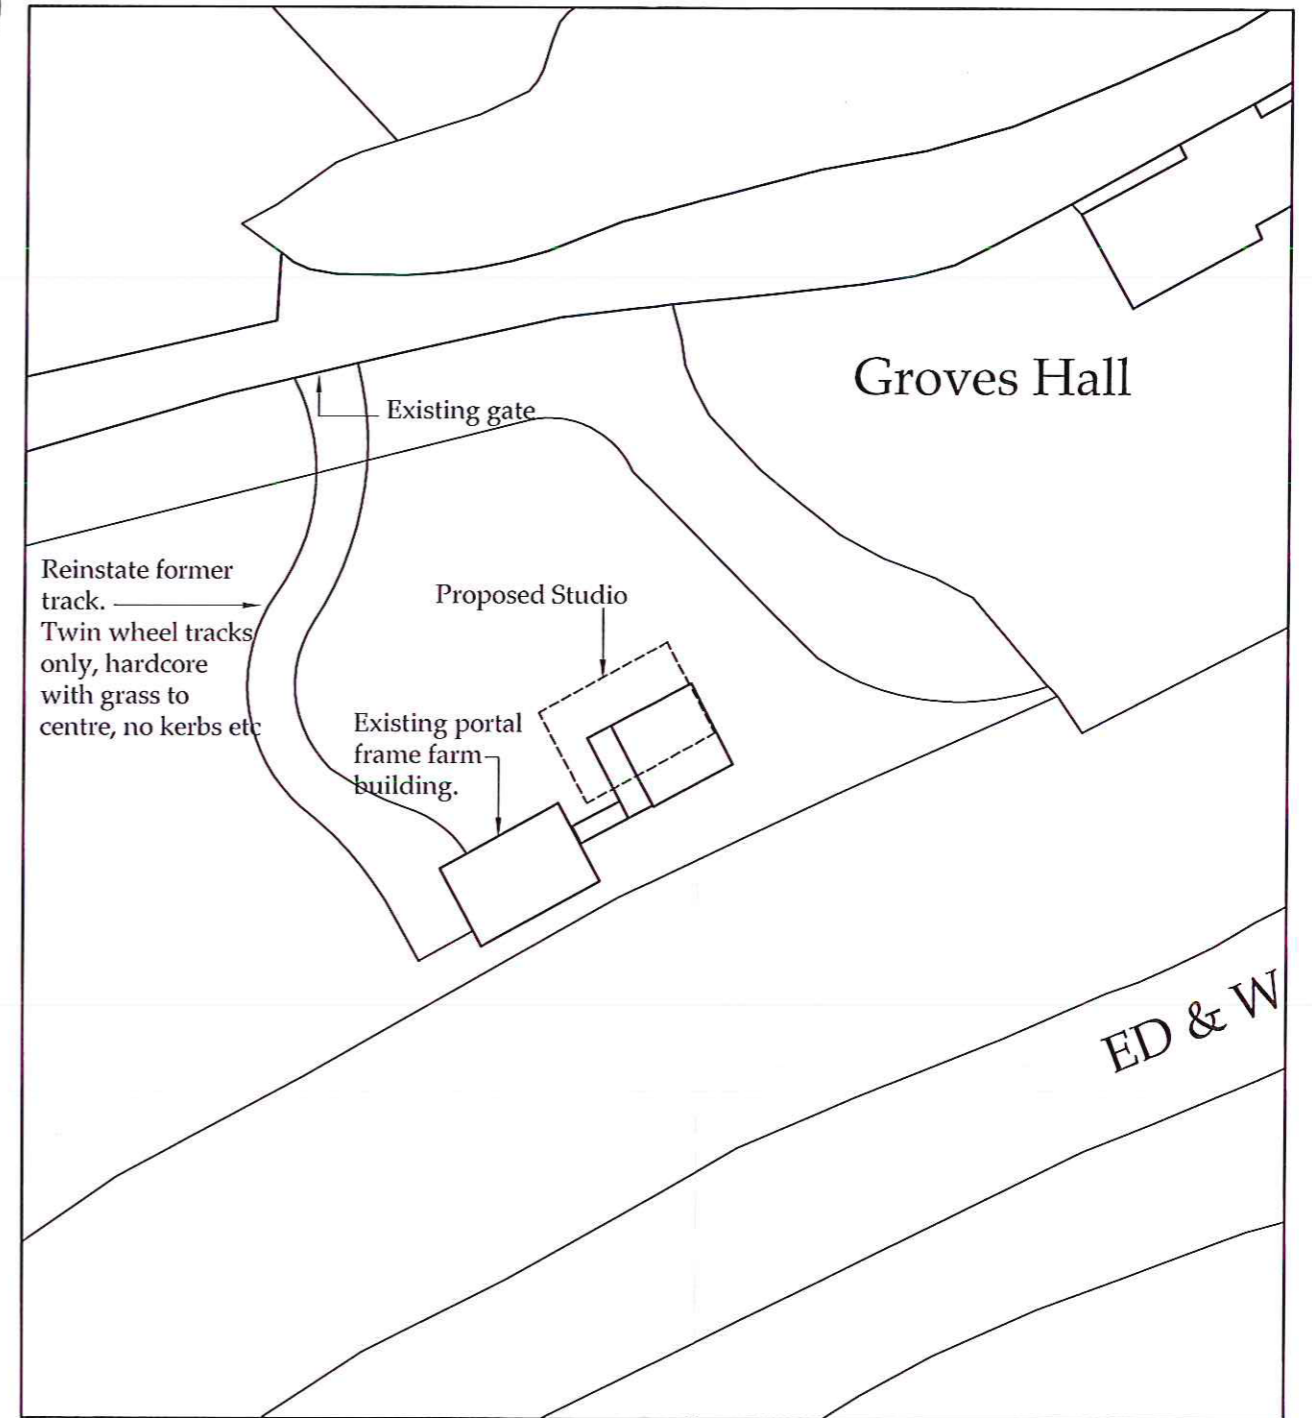 Groves Hall
Existing gate
Reinstate former
track.
Twin wheel tracks
only, hardcore
with grass to
centre, no kerbs etc
Proposed Studio
Existing portal
frame farm
building.
ED & W